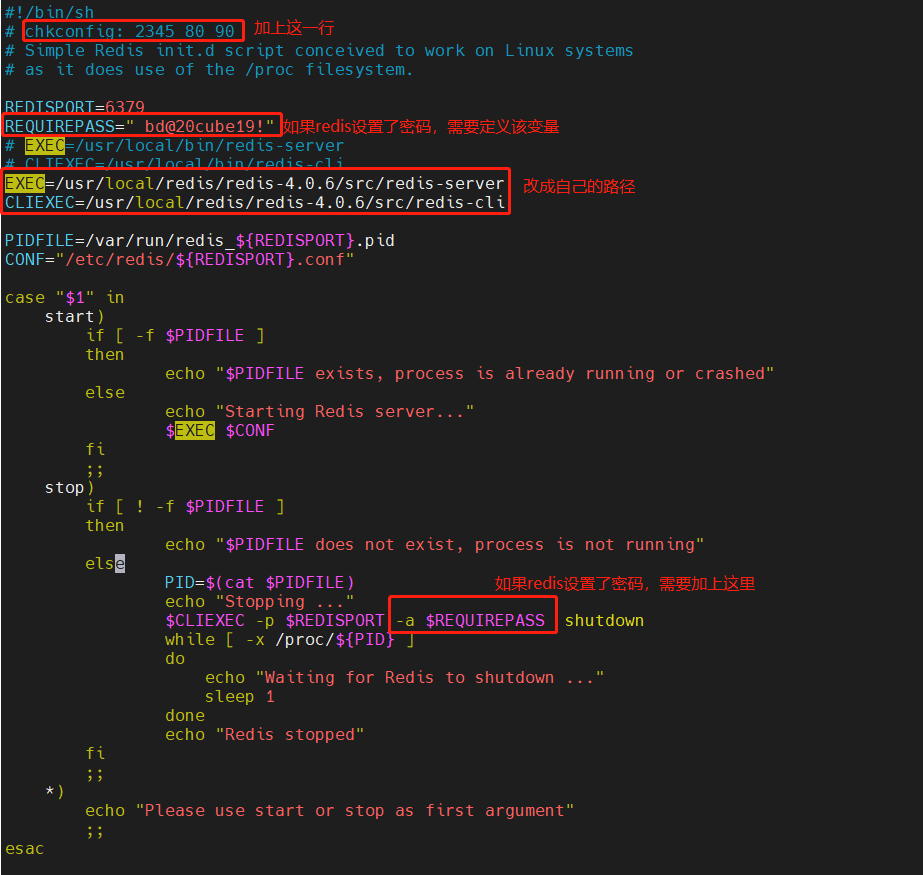 #!/bin/sh
# chkconfig: 2345 80 90 加上这一行
# Simple Redis init.d script conceived to work on Linux systems
# as it does use of the /proc filesystem.
REDISPORT=6379
REQUIREPASS=" bd@20cube19!" 如果redis设置了密码，需要定义该变量
# EXEC=/usr/local/bin/redis-server
# CLIEXEC=/usr/local/bin/redis-cli
EXEC=/usr/local/redis/redis-4.0.6/src/redis-server 改成自己的路径
CLIEXEC=/usr/local/redis/redis-4.0.6/src/redis-cli
PIDFILE=/var/run/redis_${REDISPORT}.pid
CONF="/etc/redis/${REDISPORT}.conf"
case "$1" in
    start)
        if [ -f $PIDFILE ]
        then
                echo "$PIDFILE exists, process is already running or crashed"
        else
                echo "Starting Redis server..."
                $EXEC $CONF
        fi
        ;;
    stop)
        if [ ! -f $PIDFILE ]
        then
                echo "$PIDFILE does not exist, process is not running"
        else
                PID=$(cat $PIDFILE) 如果redis设置了密码，需要加上这里
                echo "Stopping ..."
                $CLIEXEC -p $REDISPORT -a $REQUIREPASS shutdown
                while [ -x /proc/${PID} ]
                do
                    echo "Waiting for Redis to shutdown ..."
                    sleep 1
                done
                echo "Redis stopped"
        fi
        ;;
    *)
        echo "Please use start or stop as first argument"
        ;;
esac